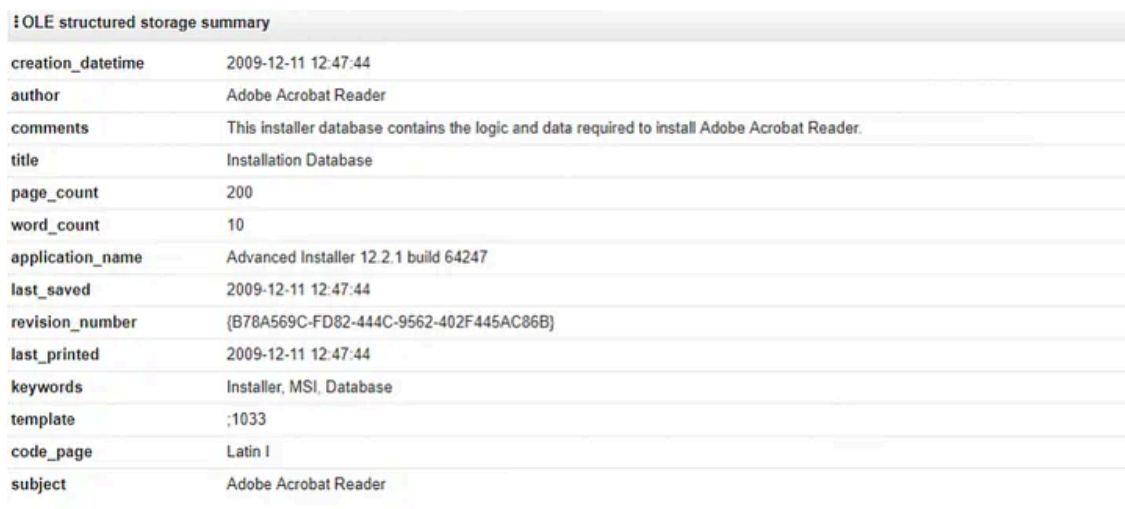 OLE structured storage summary
creation_datetime 2009-12-11 12:47:44
author Adobe Acrobat Reader
comments This installer database contains the logic and data required to install Adobe Acrobat Reader.
title Installation Database
page_count 200
word_count 10
application_name Advanced Installer 12.2.1 build 64247
last_saved 2009-12-11 12:47:44
revision_number {B78A569C-FD82-444C-9562-402F445AC86B}
last_printed 2009-12-11 12:47:44
keywords Installer, MSI, Database
template ;1033
code_page Latin I
subject Adobe Acrobat Reader